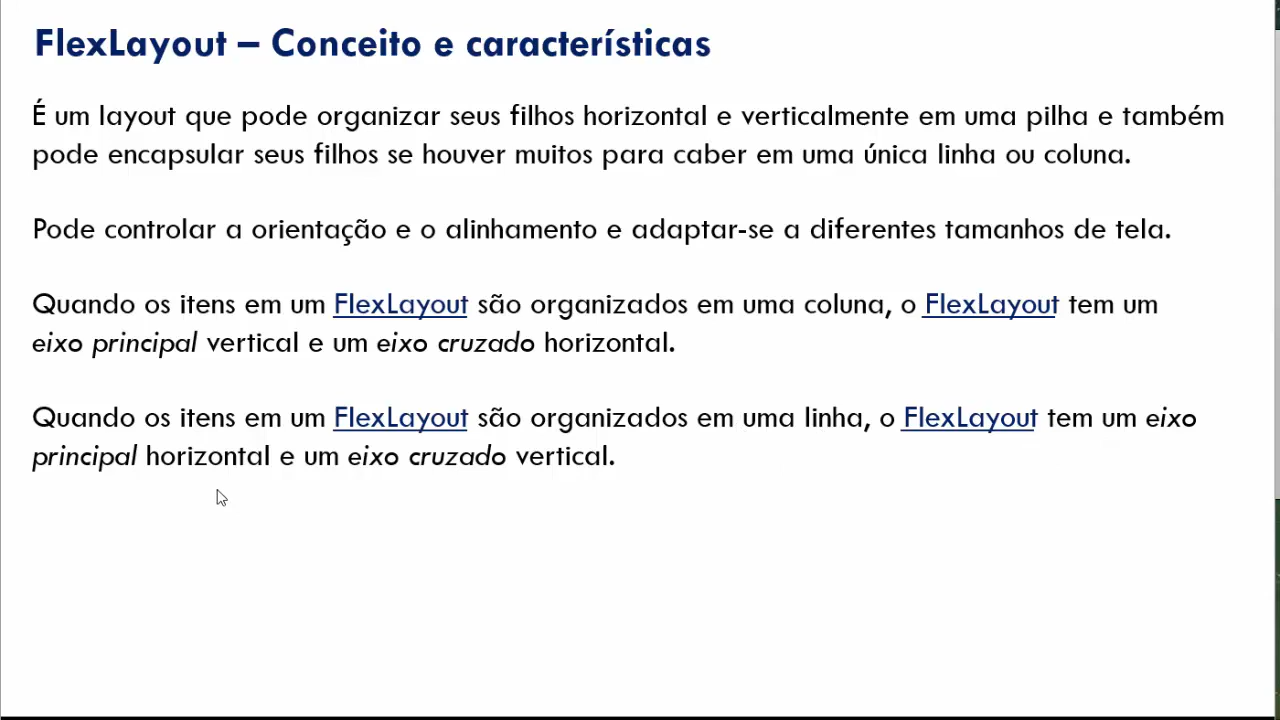 FlexLayout – Conceito e características
É um layout que pode organizar seus filhos horizontal e verticalmente em uma pilha e também
pode encapsular seus filhos se houver muitos para caber em uma única linha ou coluna.
Pode controlar a orientação e o alinhamento e adaptar-se a diferentes tamanhos de tela.
Quando os itens em um FlexLayout são organizados em uma coluna, o FlexLayout tem um
eixo principal vertical e um eixo cruzado horizontal.
Quando os itens em um FlexLayout são organizados em uma linha, o FlexLayout tem um eixo
principal horizontal e um eixo cruzado vertical.